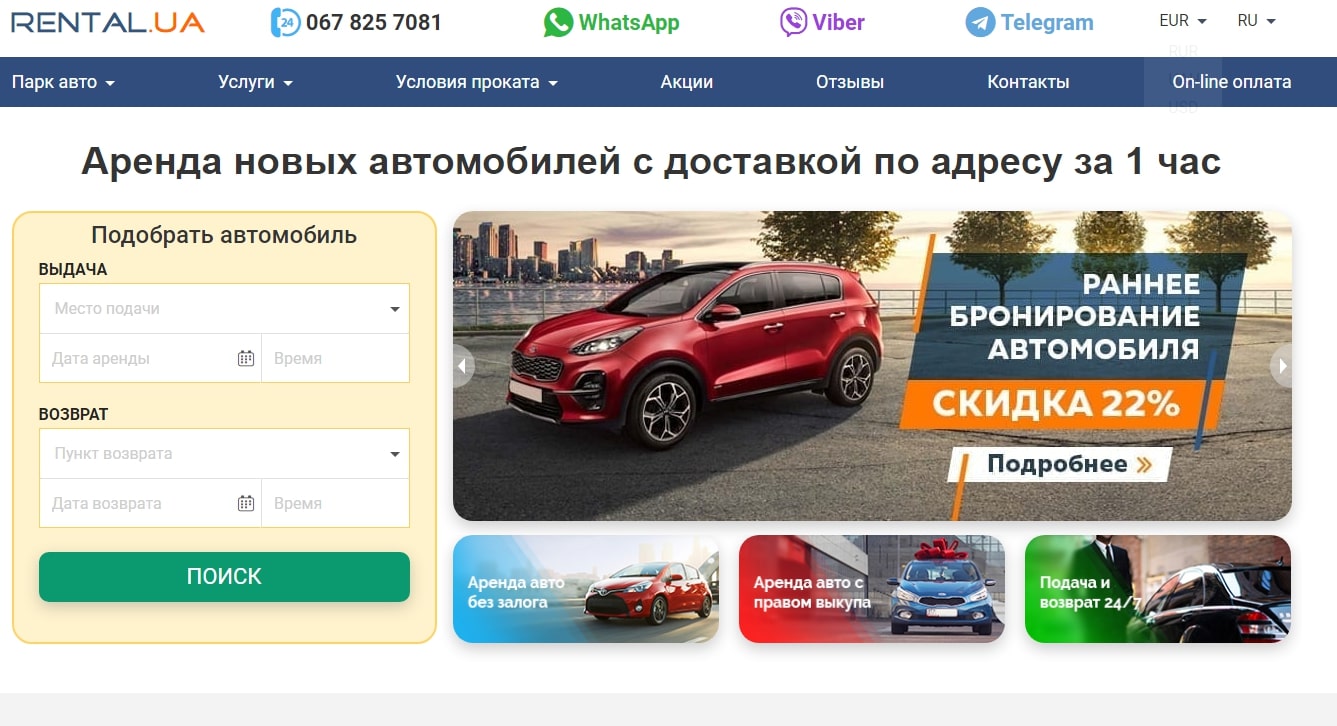 RENTAL.UA
24
067 825 7081
WhatsApp
Viber
Telegram
EUR
RU
RUR
USD
Парк авто
Услуги
Условия проката
Акции
Отзывы
Контакты
On-line оплата
Аренда новых автомобилей с доставкой по адресу за 1 час
Подобрать автомобиль
ВЫДАЧА
Место подачи
Дата аренды
Время
ВОЗВРАТ
Пункт возврата
Дата возврата
Время
ПОИСК
РАННЕЕ
БРОНИРОВАНИЕ
АВТОМОБИЛЯ
СКИДКА 22%
Подробнее
Аренда авто
без залога
Аренда авто с
правом выкупа
Подача и
возврат 24/7